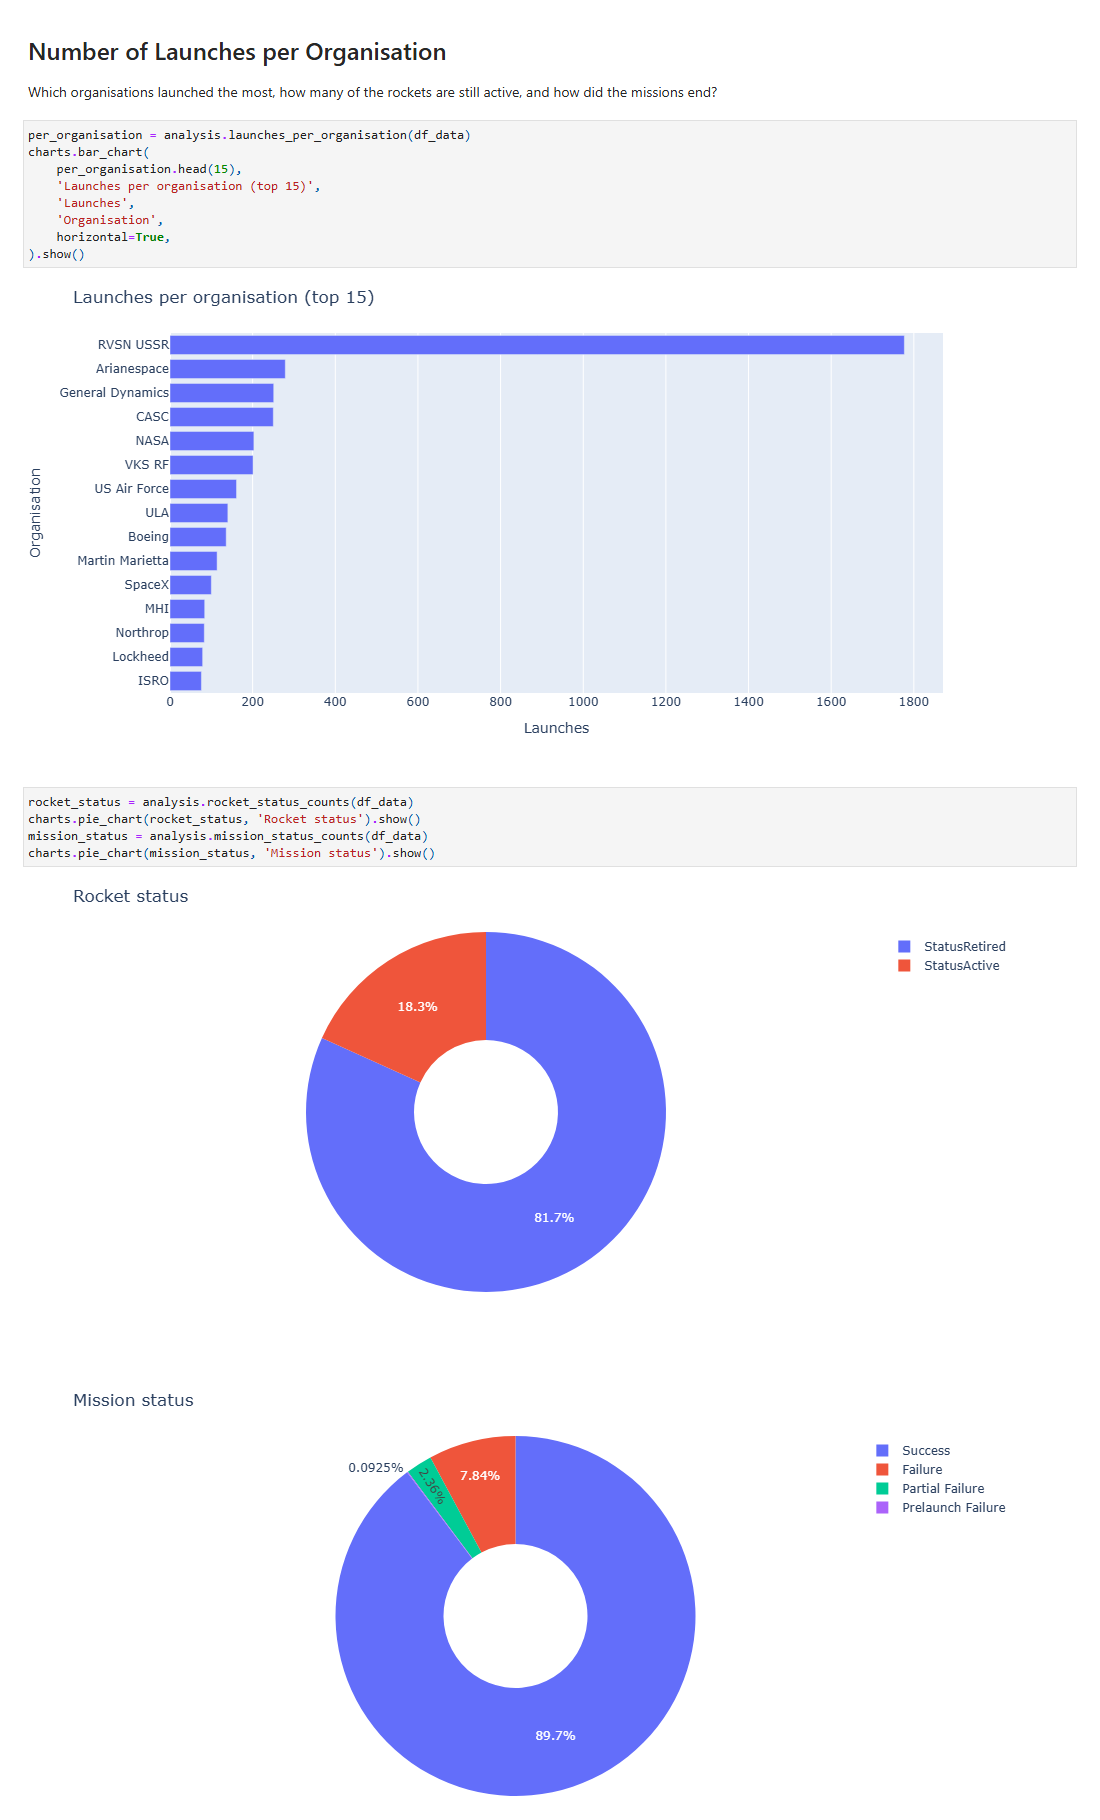 Number of Launches per Organisation
Which organisations launched the most, how many of the rockets are still active, and how did the missions end?
per_organisation = analysis.launches_per_organisation(df_data)
charts.bar_chart(
    per_organisation.head(15),
    'Launches per organisation (top 15)',
    'Launches',
    'Organisation',
    horizontal=True,
).show()
Launches per organisation (top 15)
Organisation
RVSN USSR
Arianespace
General Dynamics
CASC
NASA
VKS RF
US Air Force
ULA
Boeing
Martin Marietta
SpaceX
MHI
Northrop
Lockheed
ISRO
0 200 400 600 800 1000 1200 1400 1600 1800
Launches
rocket_status = analysis.rocket_status_counts(df_data)
charts.pie_chart(rocket_status, 'Rocket status').show()
mission_status = analysis.mission_status_counts(df_data)
charts.pie_chart(mission_status, 'Mission status').show()
Rocket status
StatusRetired
StatusActive
18.3%
81.7%
Mission status
Success
Failure
Partial Failure
Prelaunch Failure
0.0925%
2.36%
7.84%
89.7%